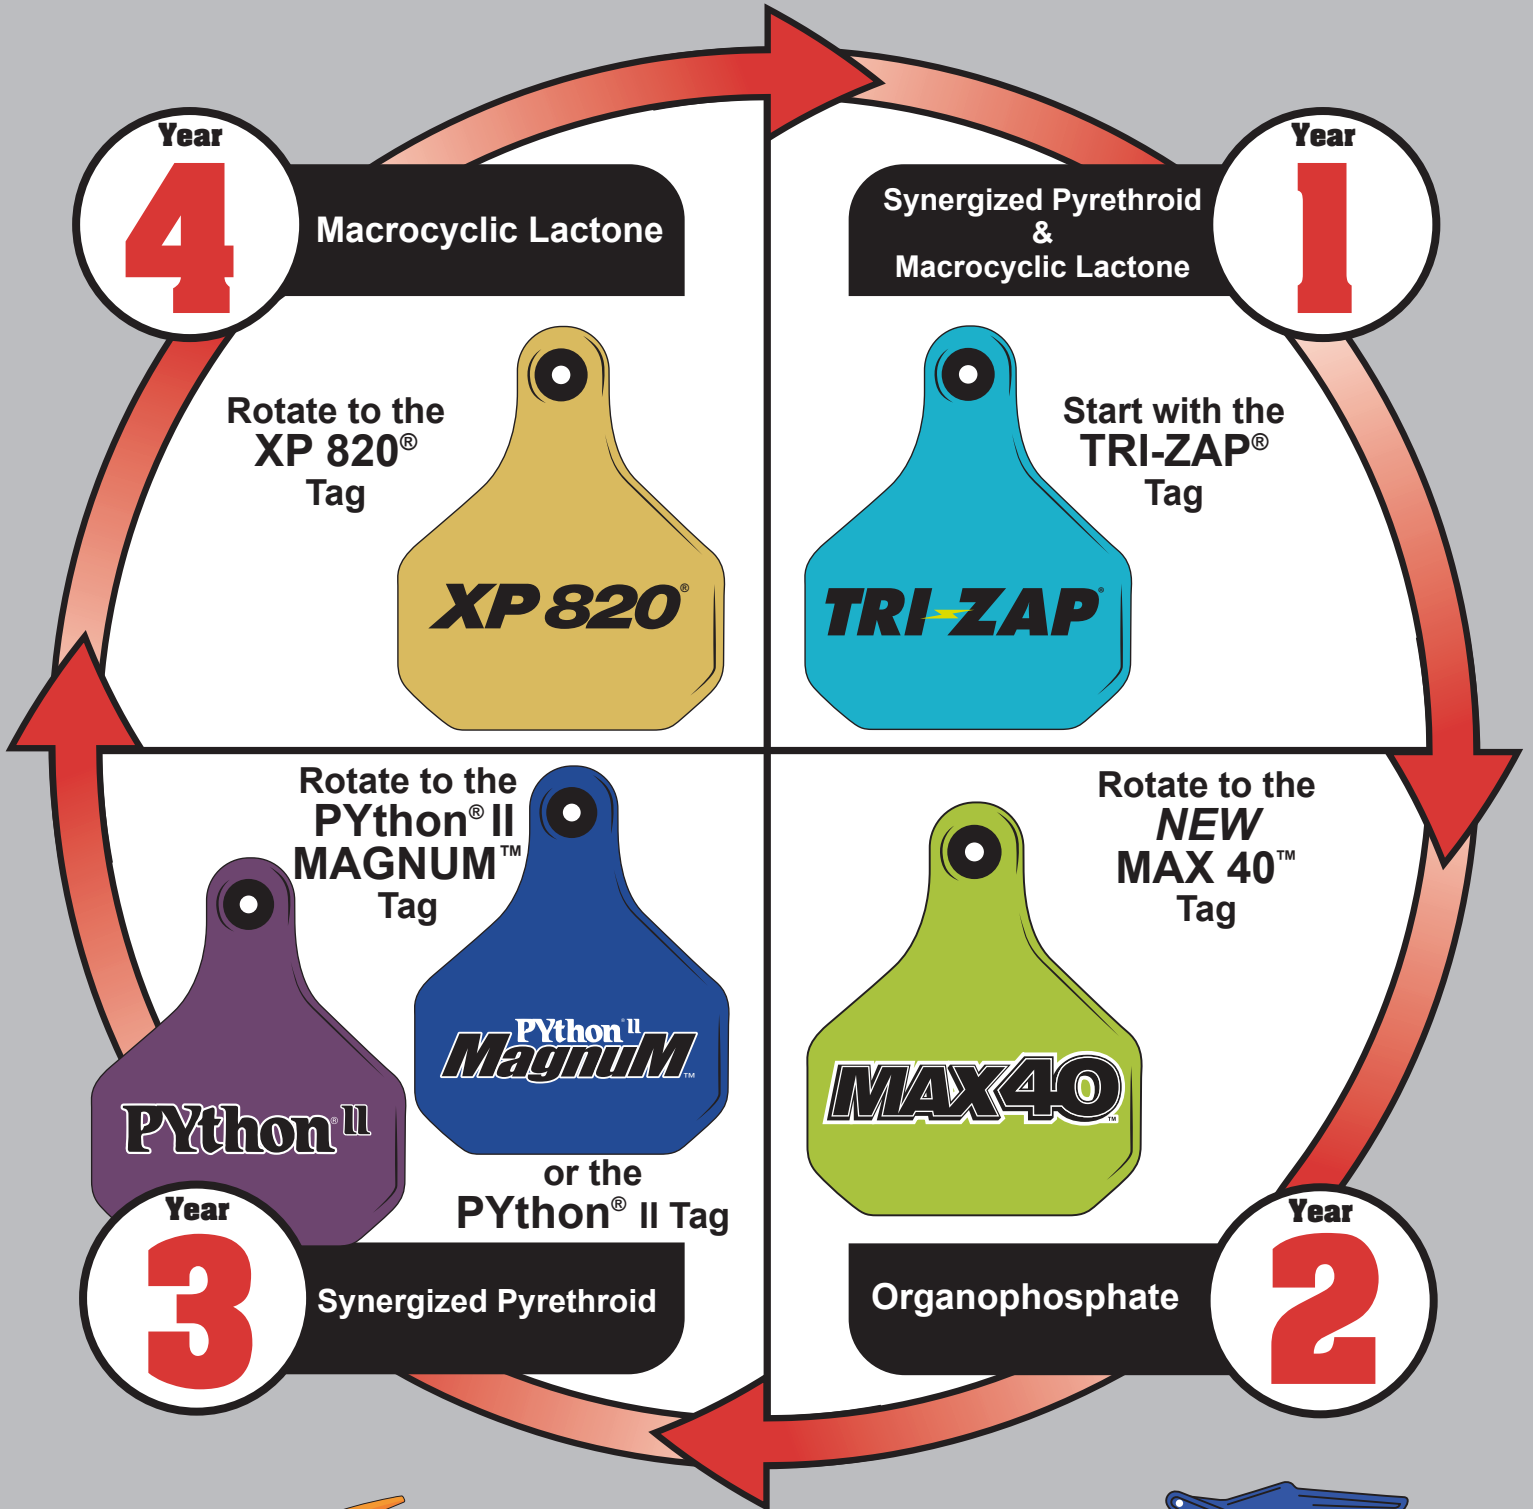 Year
1
Synergized Pyrethroid
&
Macrocyclic Lactone
Start with the
TRI-ZAP®
Tag
TRI-ZAP®
Rotate to the
NEW
MAX 40™
Tag
MAX40™
Organophosphate
Year
2
Rotate to the
PYthon® II
MAGNUM™
Tag
PYthon® II
MagnuM™
PYthon® II
or the
PYthon® II Tag
Year
3
Synergized Pyrethroid
Year
4
Macrocyclic Lactone
Rotate to the
XP 820®
Tag
XP 820®